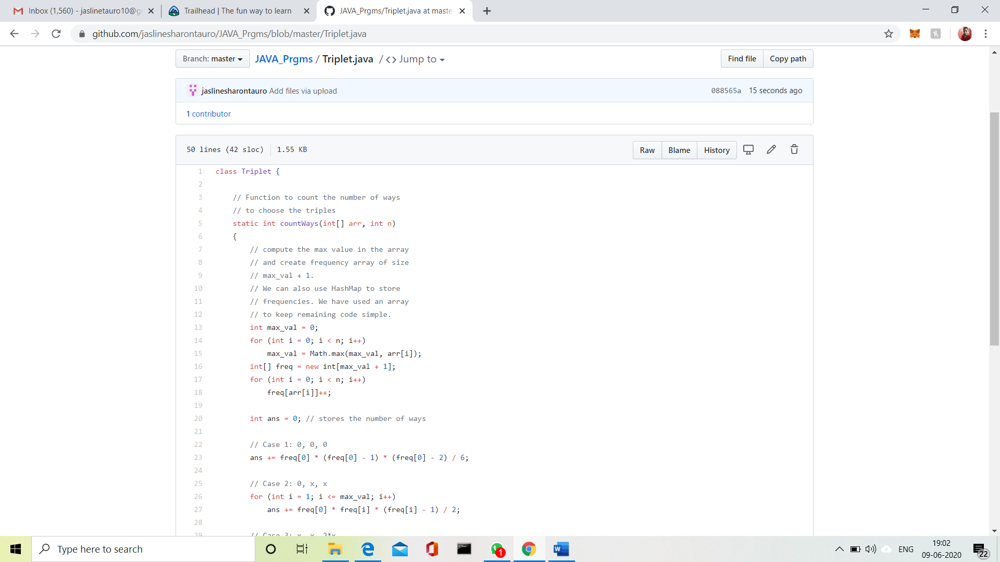 Inbox (1,560) - jaslinetauro10@g
Trailhead | The fun way to learn
JAVA_Prgms/Triplet.java at maste
github.com/jaslinesharontauro/JAVA_Prgms/blob/master/Triplet.java
Branch: master
JAVA_Prgms / Triplet.java / <> Jump to
Find file
Copy path
jaslinesharontauro Add files via upload
088565a 15 seconds ago
1 contributor
50 lines (42 sloc) 1.55 KB
Raw Blame History
1 class Triplet {
2
3 // Function to count the number of ways
4 // to choose the triples
5 static int countWays(int[] arr, int n)
6 {
7 // compute the max value in the array
8 // and create frequency array of size
9 // max_val + 1.
10 // We can also use HashMap to store
11 // frequencies. We have used an array
12 // to keep remaining code simple.
13 int max_val = 0;
14 for (int i = 0; i < n; i++)
15 max_val = Math.max(max_val, arr[i]);
16 int[] freq = new int[max_val + 1];
17 for (int i = 0; i < n; i++)
18 freq[arr[i]]++;
19
20 int ans = 0; // stores the number of ways
21
22 // Case 1: 0, 0, 0
23 ans += freq[0] * (freq[0] - 1) * (freq[0] - 2) / 6;
24
25 // Case 2: 0, x, x
26 for (int i = 1; i <= max_val; i++)
27 ans += freq[0] * freq[i] * (freq[i] - 1) / 2;
28
29 // Case 3: x, x, 2*x
Type here to search
1
ENG
19:02
09-06-2020
22